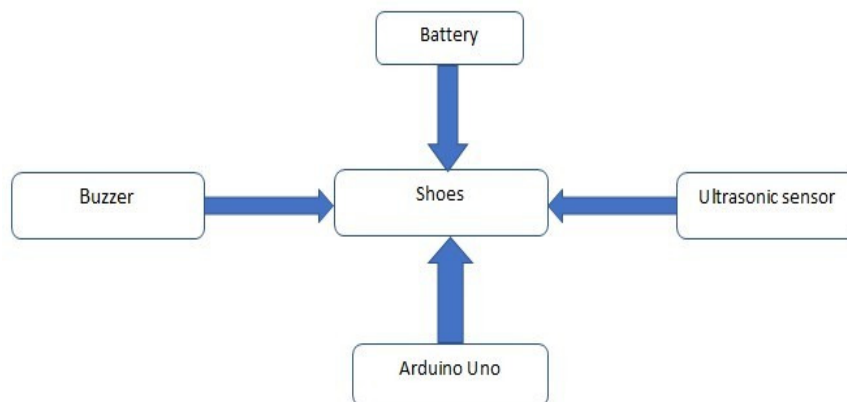 Battery
Buzzer
Shoes
Ultrasonic sensor
Arduino Uno